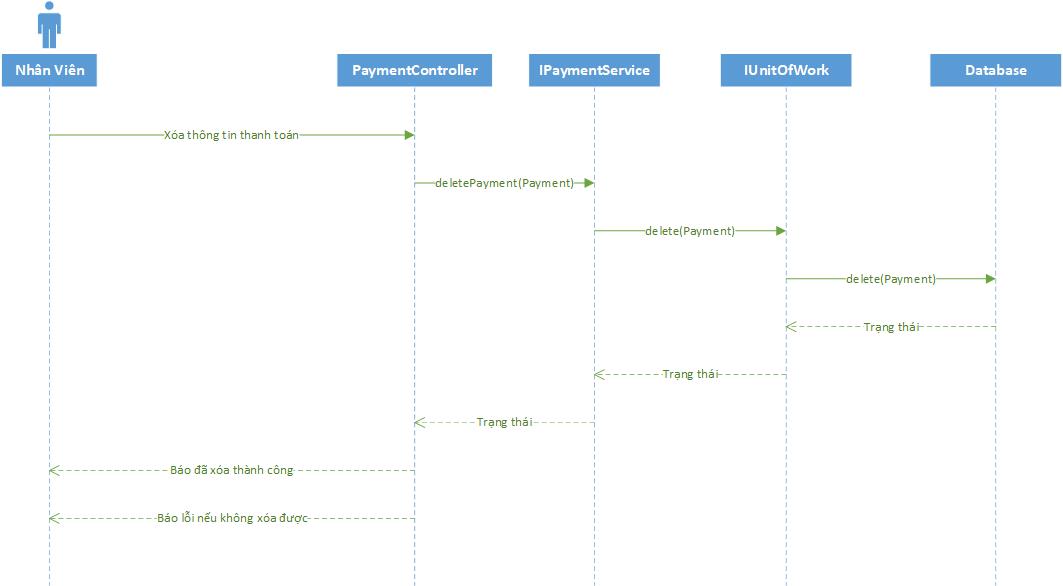 Nhân Viên
PaymentController
IPaymentService
IUnitOfWork
Database
Xóa thông tin thanh toán
deletePayment(Payment)
delete(Payment)
delete(Payment)
Trạng thái
Trạng thái
Trạng thái
Báo đã xóa thành công
Báo lỗi nếu không xóa được